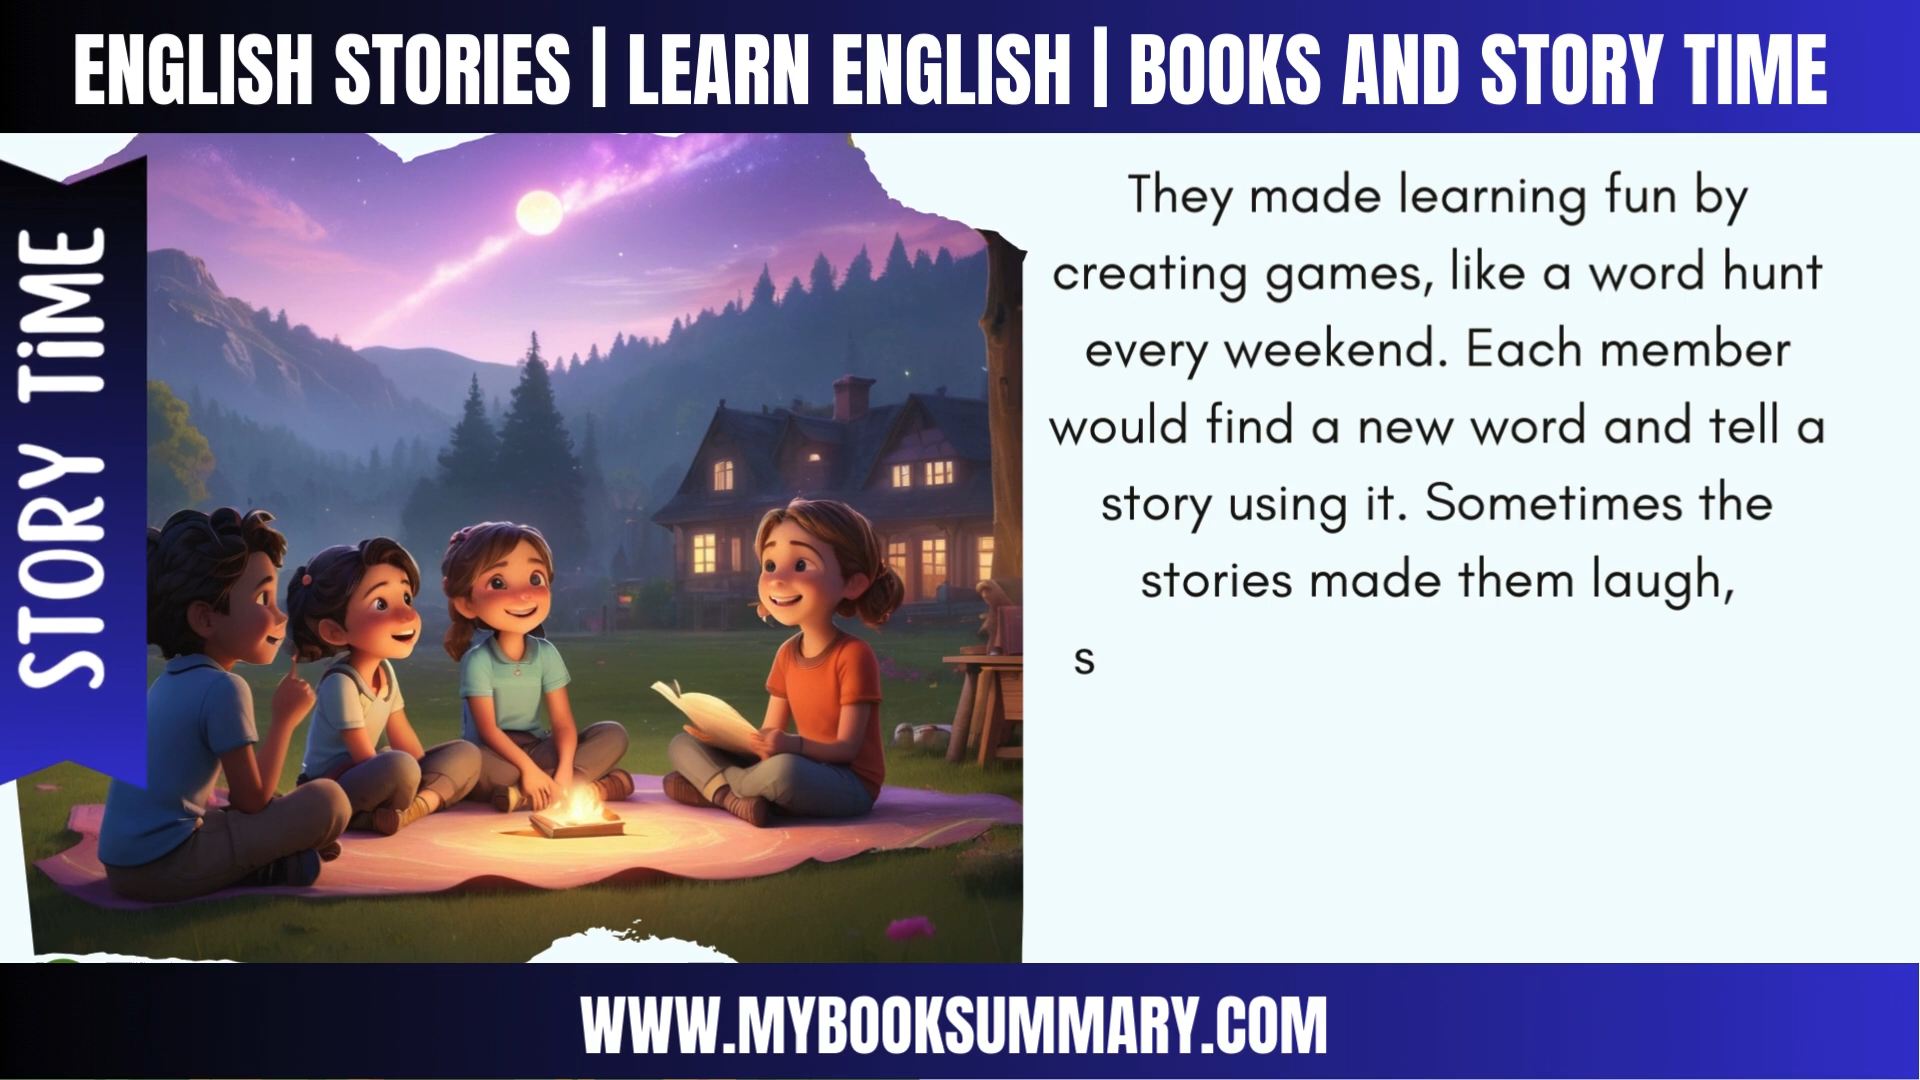 ENGLISH STORIES | LEARN ENGLISH | BOOKS AND STORY TIME
STORY TiME
They made learning fun by
creating games, like a word hunt
every weekend. Each member
would find a new word and tell a
story using it. Sometimes the
stories made them laugh,
s
WWW.MYBOOKSUMMARY.COM